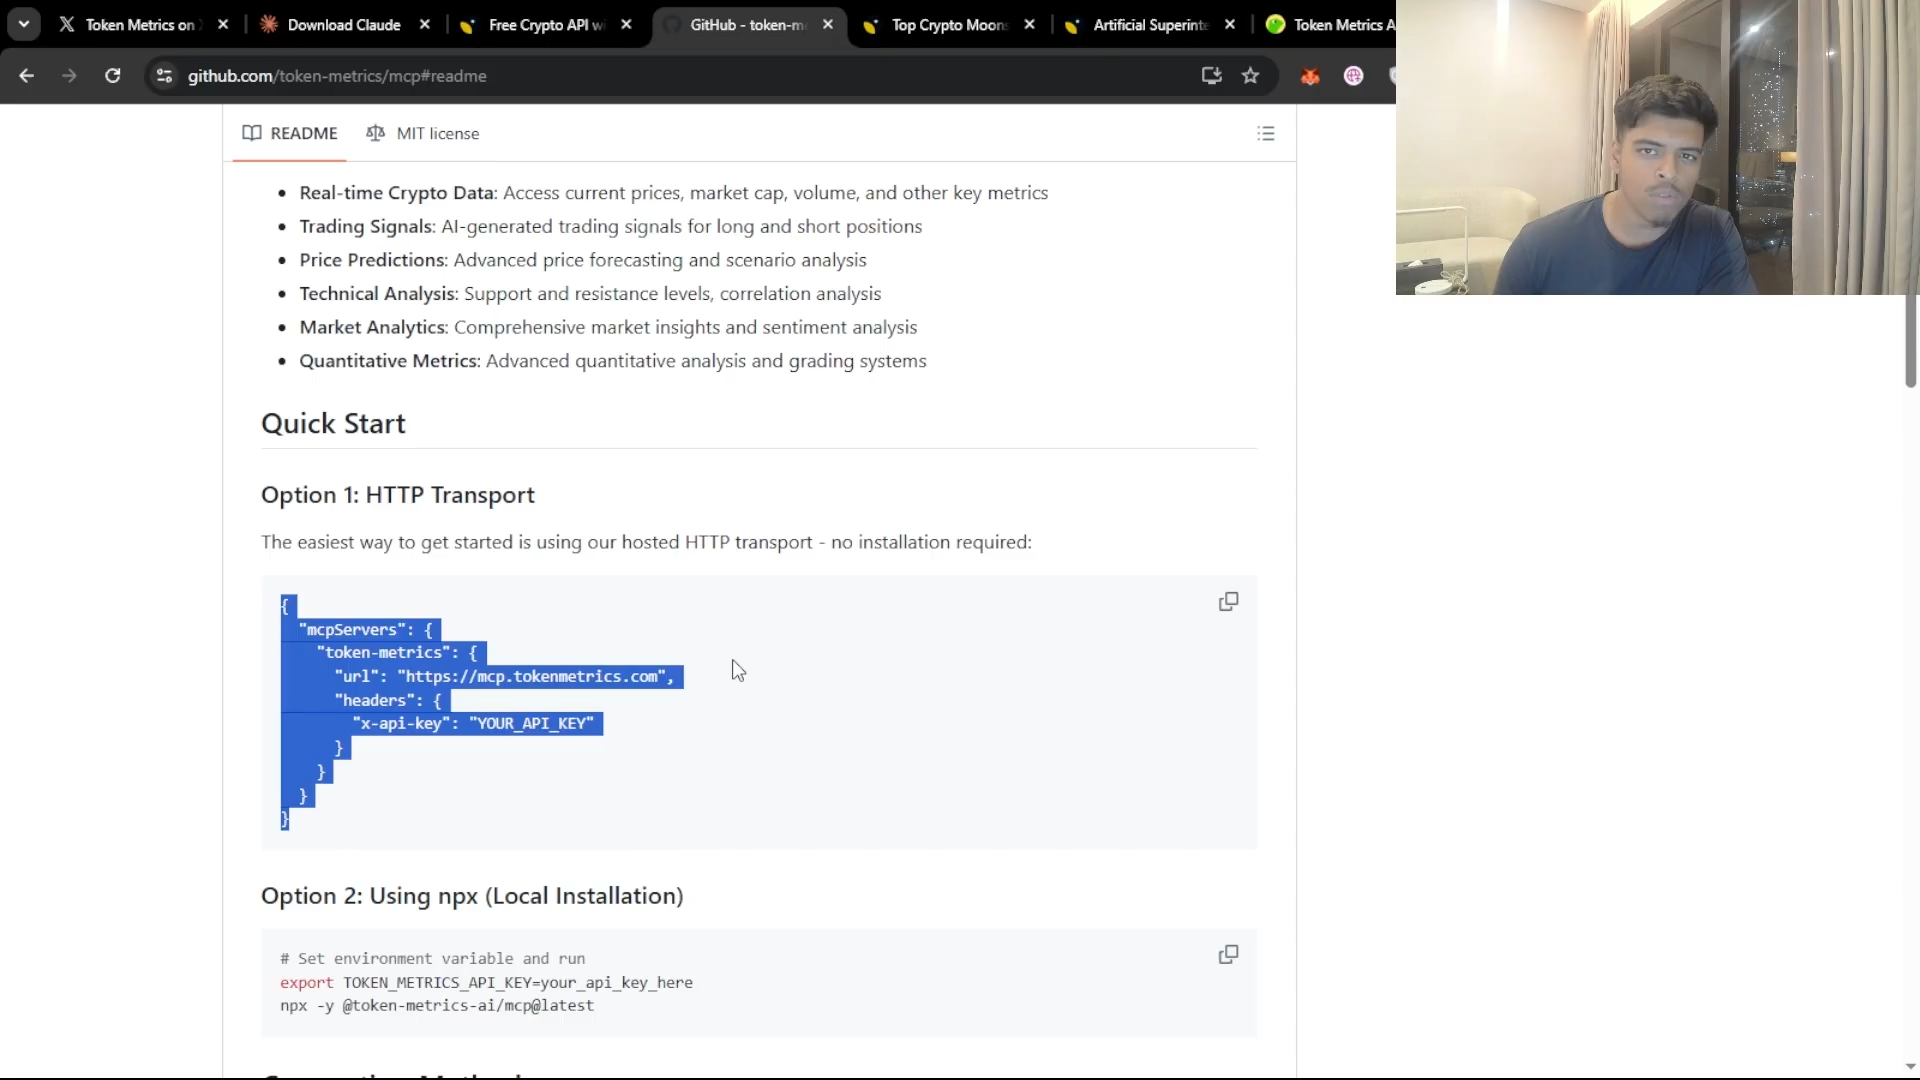 Token Metrics on
Download Claude
Free Crypto API wi
GitHub - token-m
Top Crypto Moons
Artificial Superinte
Token Metrics A
github.com/token-metrics/mcp#readme
README
MIT license
• Real-time Crypto Data: Access current prices, market cap, volume, and other key metrics
• Trading Signals: AI-generated trading signals for long and short positions
• Price Predictions: Advanced price forecasting and scenario analysis
• Technical Analysis: Support and resistance levels, correlation analysis
• Market Analytics: Comprehensive market insights and sentiment analysis
• Quantitative Metrics: Advanced quantitative analysis and grading systems
Quick Start
Option 1: HTTP Transport
The easiest way to get started is using our hosted HTTP transport - no installation required:
{
"mcpServers": {
"token-metrics": {
"url": "https://mcp.tokenmetrics.com",
"headers": {
"x-api-key": "YOUR_API_KEY"
}
}
}
}
Option 2: Using npx (Local Installation)
# Set environment variable and run
export TOKEN_METRICS_API_KEY=your_api_key_here
npx -y @token-metrics-ai/mcp@latest